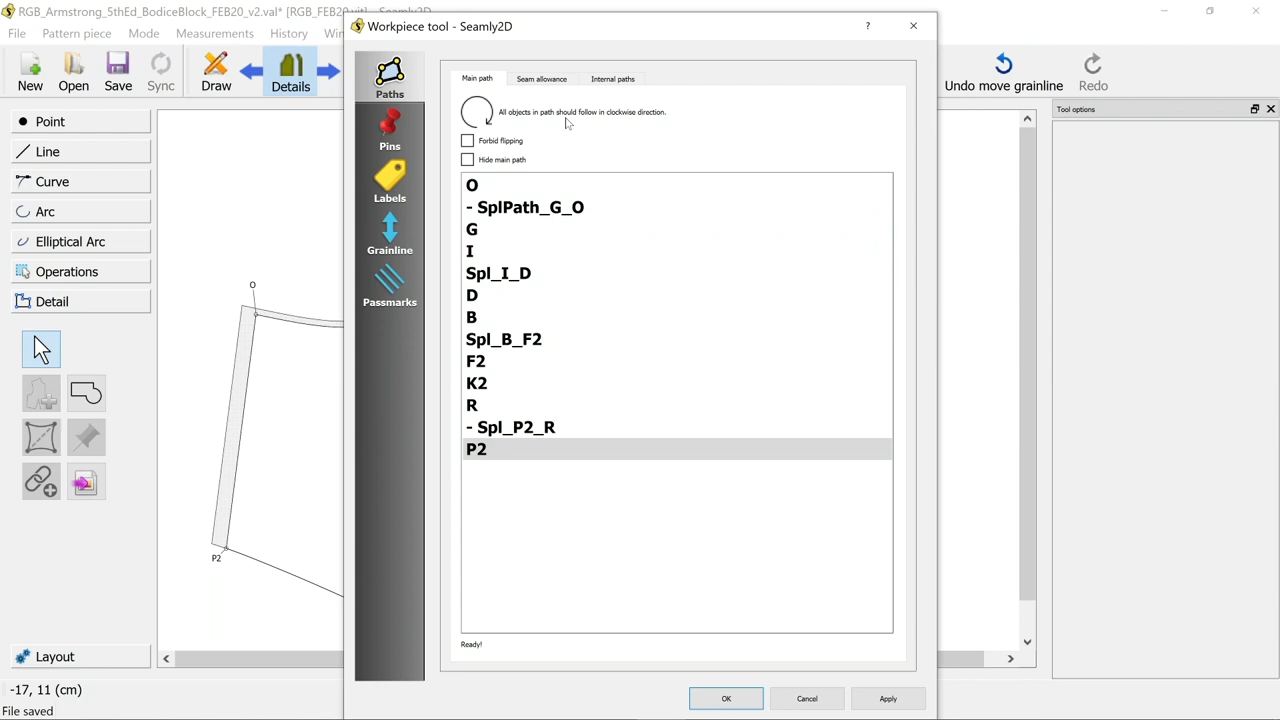 RGB_Armstrong_5thEd_BodiceBlock_FEB20_v2.val* [RGB_FEB20.vit] - Seamly2D
File Pattern piece Mode Measurements History
New Open Save Sync Draw Details
Undo move grainline Redo
Workpiece tool - Seamly2D
?
Paths
Pins
Labels
Grainline
Passmarks
Main path Seam allowance Internal paths
All objects in path should follow in clockwise direction.
Forbid flipping
Hide main path
O
- SplPath_G_O
G
I
Spl_I_D
D
B
Spl_B_F2
F2
K2
R
- Spl_P2_R
P2
Ready!
OK Cancel Apply
Point
Line
Curve
Arc
Elliptical Arc
Operations
Detail
Layout
O
P2
Tool options
-17, 11 (cm)
File saved